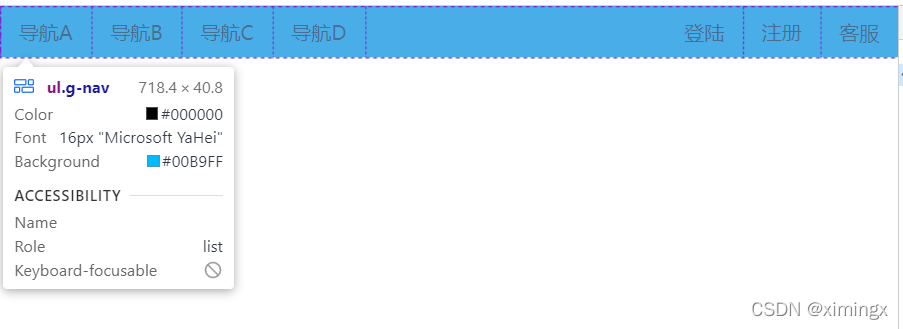 导航A 导航B 导航C 导航D 登陆 注册 客服
ul.g-nav 718.4 × 40.8
Color #000000
Font 16px "Microsoft YaHei"
Background #00B9FF
ACCESSIBILITY
Name
Role list
Keyboard-focusable
CSDN @ximingx